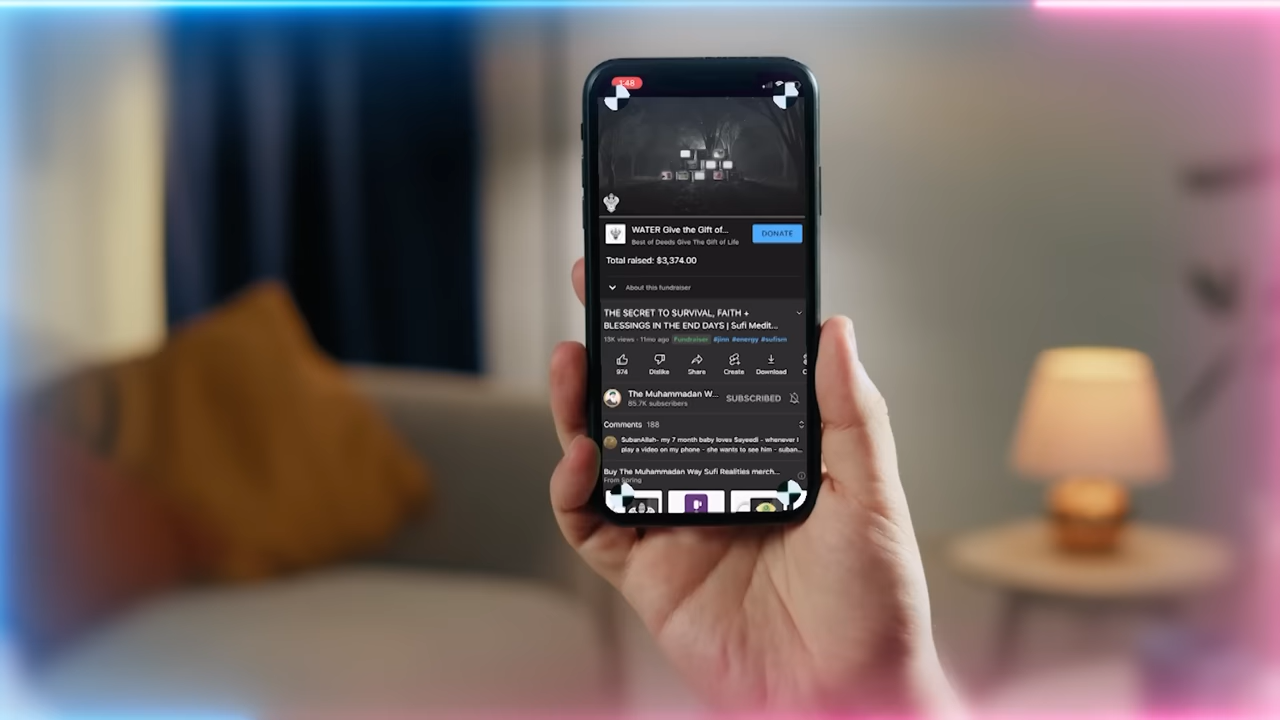 1:48
WATER Give the Gift of...
Best of Deeds Give The Gift of Life
DONATE
Total raised: $3,374.00
About this fundraiser
THE SECRET TO SURVIVAL, FAITH +
BLESSINGS IN THE END DAYS | Sufi Medit...
13K views · 11mo ago Fundraiser #jinn #energy #sufism
974 Dislike Share Create Download
The Muhammadan W...
SUBSCRIBED
85.7K subscribers
Comments 188
SubanAllah- my 7 month baby loves Sayeedi - whenever I
play a video on my phone - she wants to see him - suban...
Buy The Muhammadan Way Sufi Realities merch...
From Spring